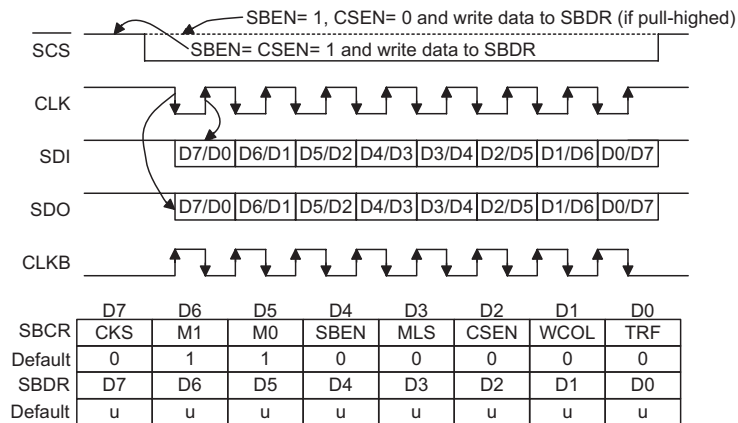 SBEN= 1, CSEN= 0 and write data to SBDR (if pull-highed)
SCS
SBEN= CSEN= 1 and write data to SBDR
CLK
SDI D7/D0 D6/D1 D5/D2 D4/D3 D3/D4 D2/D5 D1/D6 D0/D7
SDO D7/D0 D6/D1 D5/D2 D4/D3 D3/D4 D2/D5 D1/D6 D0/D7
CLKB
D7 D6 D5 D4 D3 D2 D1 D0
SBCR CKS M1 M0 SBEN MLS CSEN WCOL TRF
Default 0 1 1 0 0 0 0 0
SBDR D7 D6 D5 D4 D3 D2 D1 D0
Default u u u u u u u u